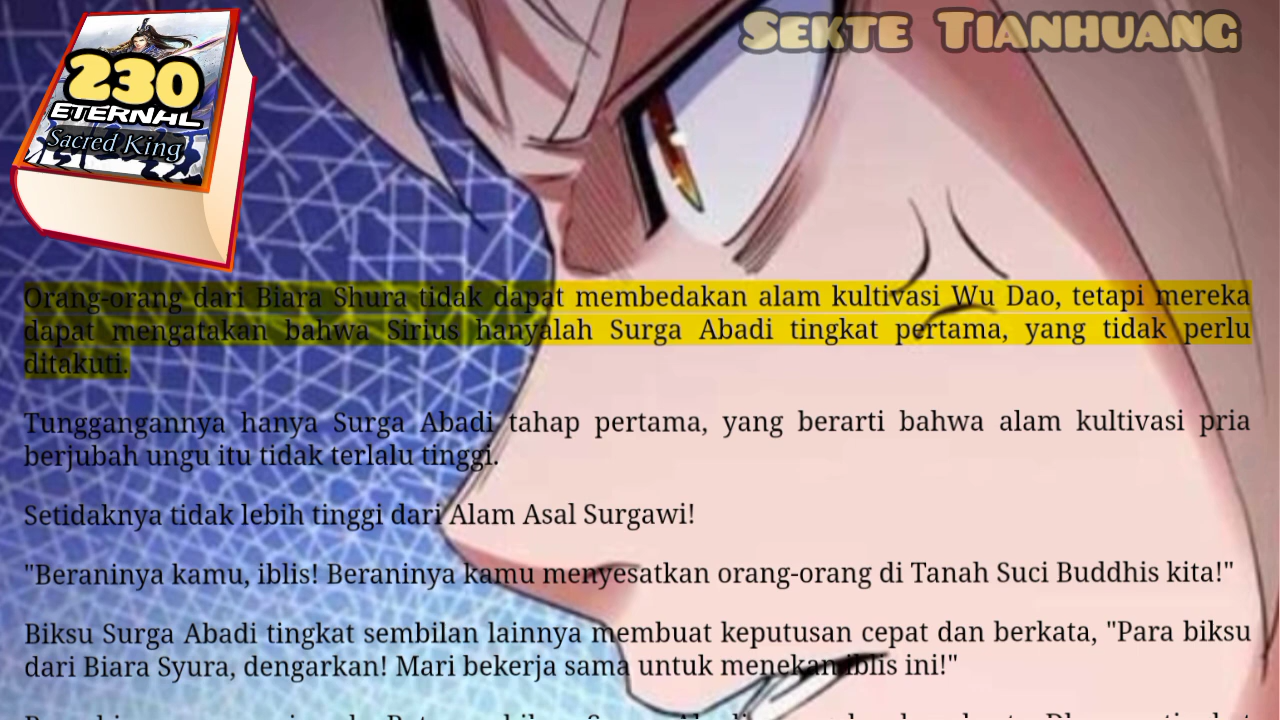 Sekte Tianhuang
230
ETERNAL
Sacred King
Orang-orang dari Biara Shura tidak dapat membedakan alam kultivasi Wu Dao, tetapi mereka
dapat mengatakan bahwa Sirius hanyalah Surga Abadi tingkat pertama, yang tidak perlu
ditakuti.
Tunggangannya hanya Surga Abadi tahap pertama, yang berarti bahwa alam kultivasi pria
berjubah ungu itu tidak terlalu tinggi.
Setidaknya tidak lebih tinggi dari Alam Asal Surgawi!
"Beraninya kamu, iblis! Beraninya kamu menyesatkan orang-orang di Tanah Suci Buddhis kita!"
Biksu Surga Abadi tingkat sembilan lainnya membuat keputusan cepat dan berkata, "Para biksu
dari Biara Syura, dengarkan! Mari bekerja sama untuk menekan iblis ini!"